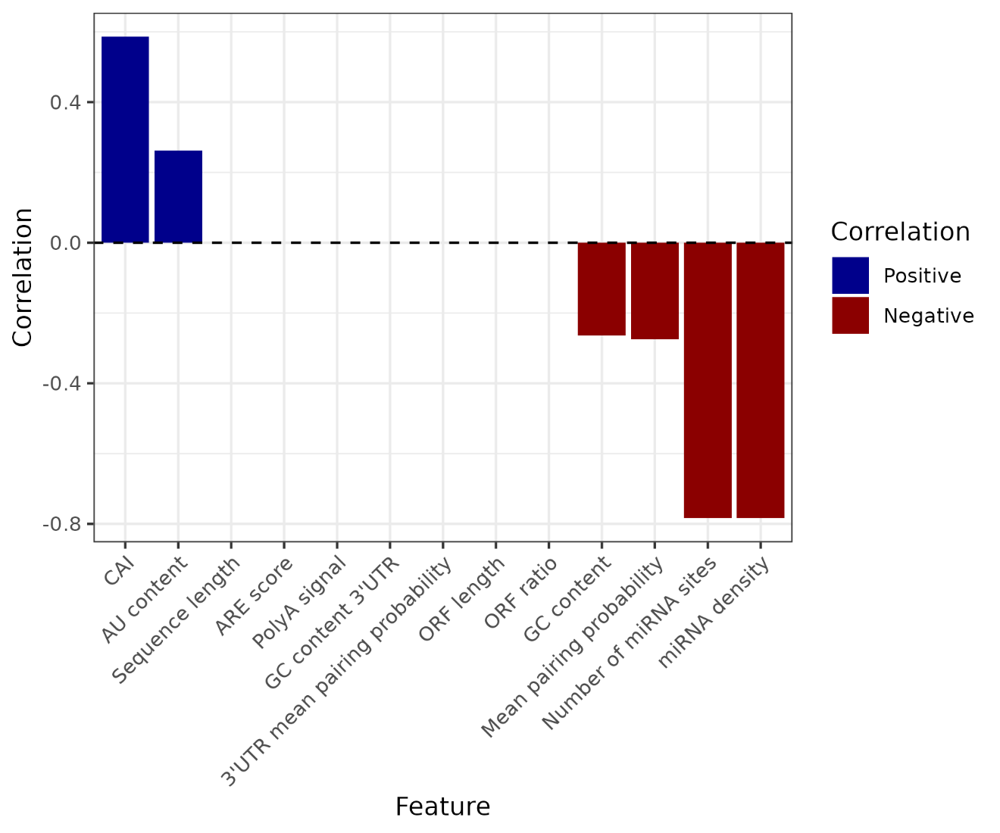 0.4
0.0
-0.4
-0.8
Correlation
CAI
AU content
Sequence length
ARE score
PolyA signal
GC content 3'UTR
3'UTR mean pairing probability
ORF length
ORF ratio
GC content
Mean pairing probability
Number of miRNA sites
miRNA density
Feature
Correlation
Positive
Negative